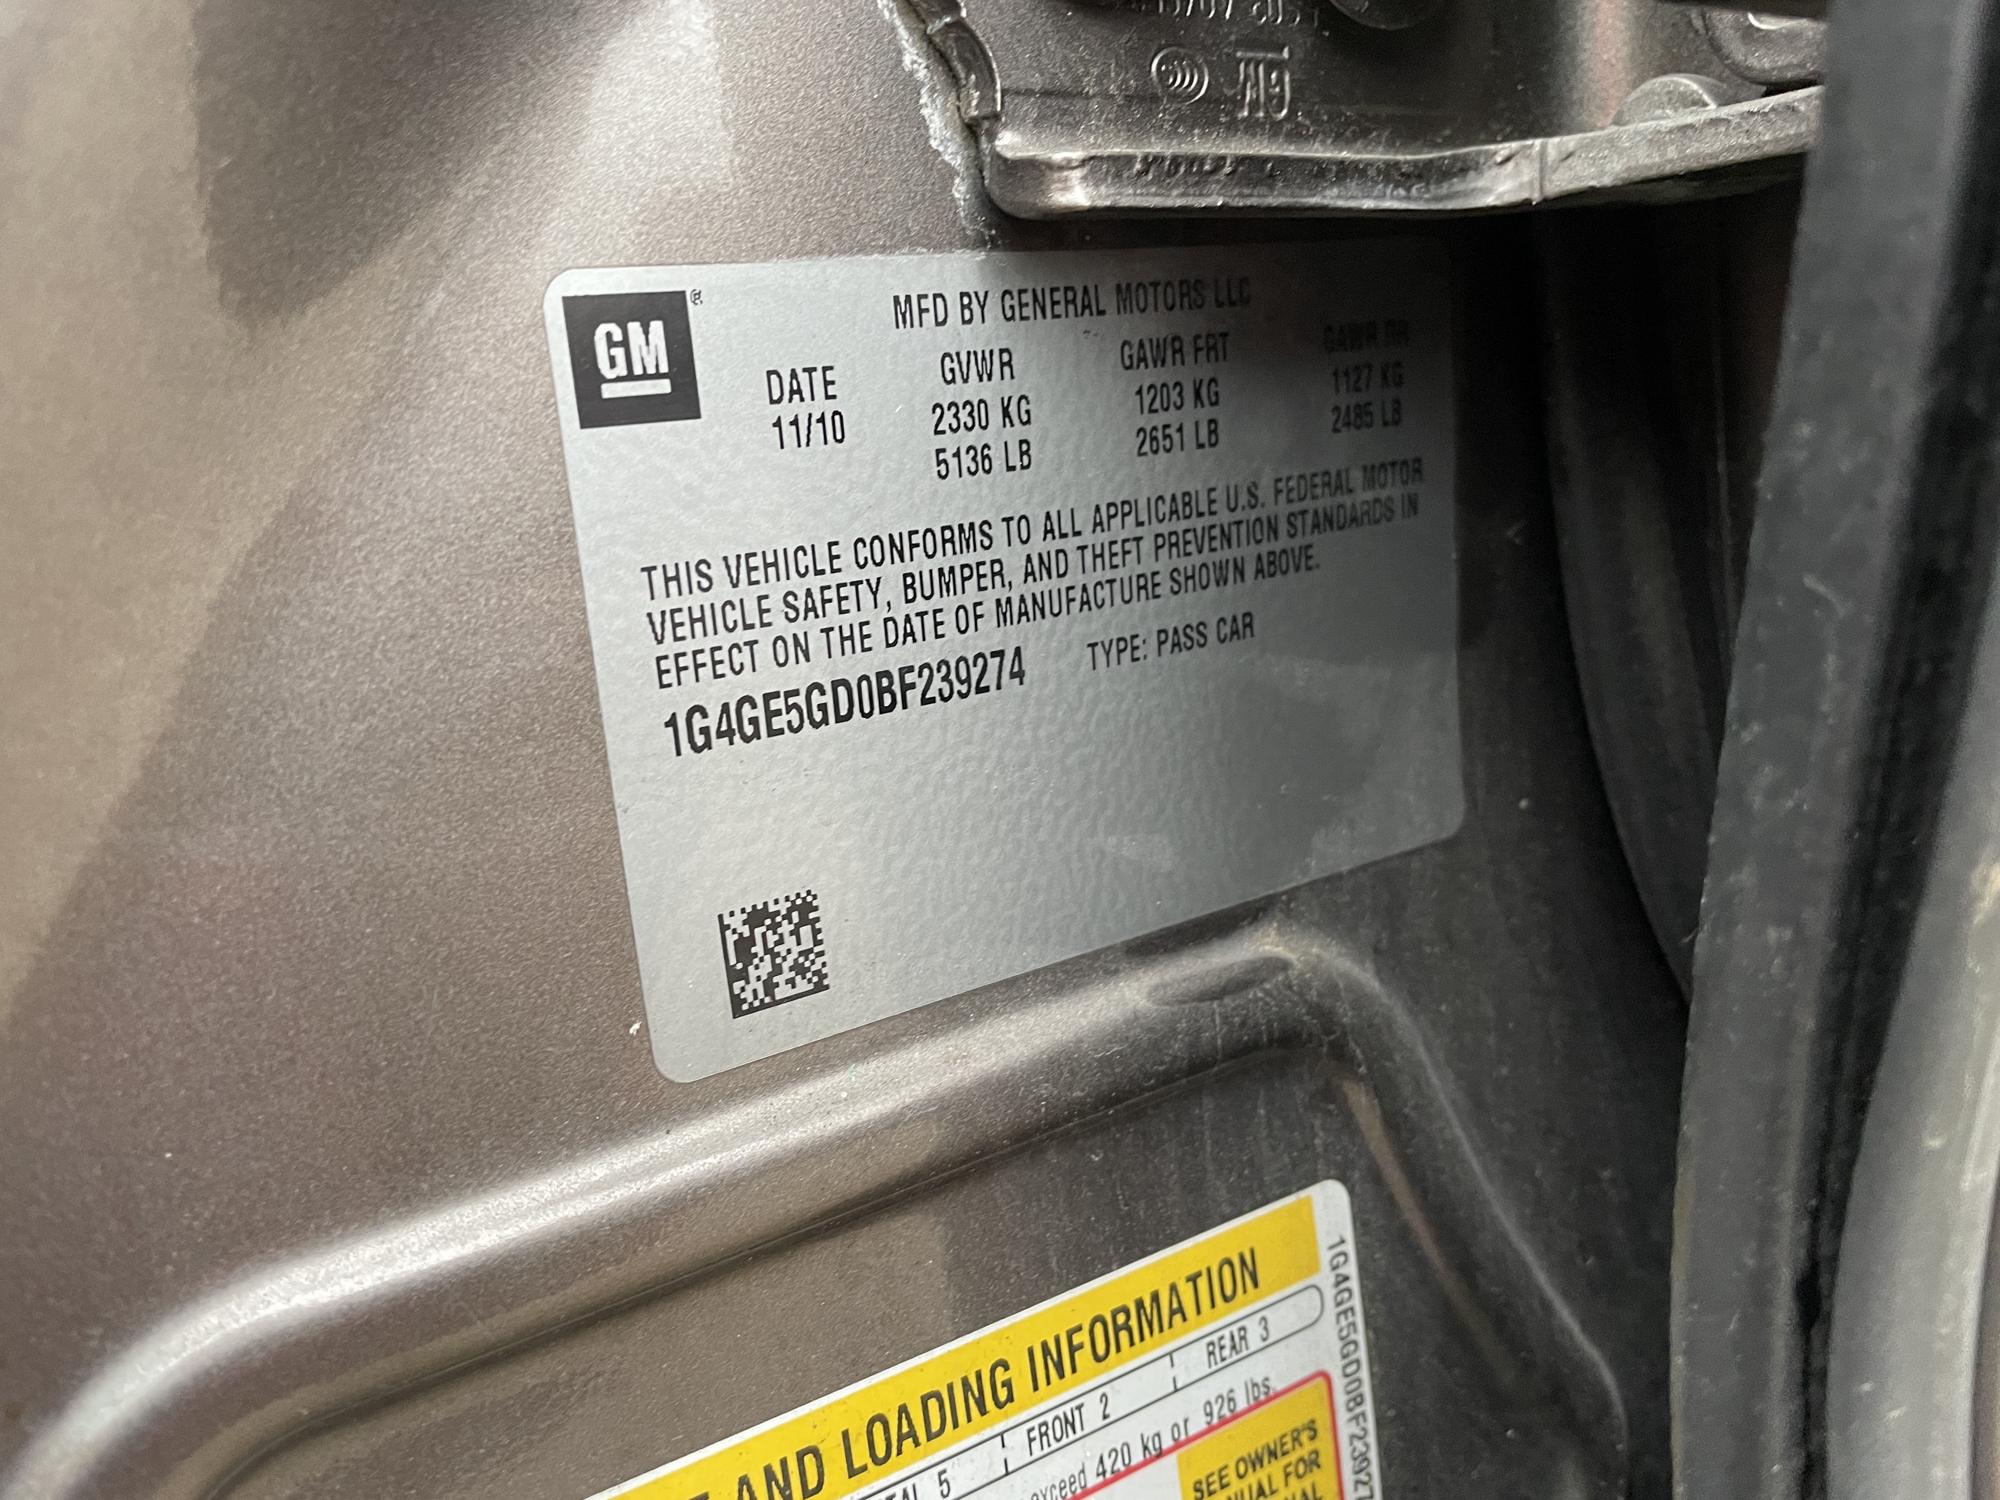 GM
GM
MFD BY GENERAL MOTORS LLC
DATE GVWR GAWR FRT GAWR RR
11/10 2330 KG 1203 KG 1127 KG
5136 LB 2651 LB 2485 LB
THIS VEHICLE CONFORMS TO ALL APPLICABLE U.S. FEDERAL MOTOR
VEHICLE SAFETY, BUMPER, AND THEFT PREVENTION STANDARDS IN
EFFECT ON THE DATE OF MANUFACTURE SHOWN ABOVE.
1G4GE5GD0BF239274 TYPE: PASS CAR
AND LOADING INFORMATION
5 FRONT 2 REAR 3
exceed 420 kg or 926 lbs.
SEE OWNER'S
FOR
1G4GE5GD0BF23927